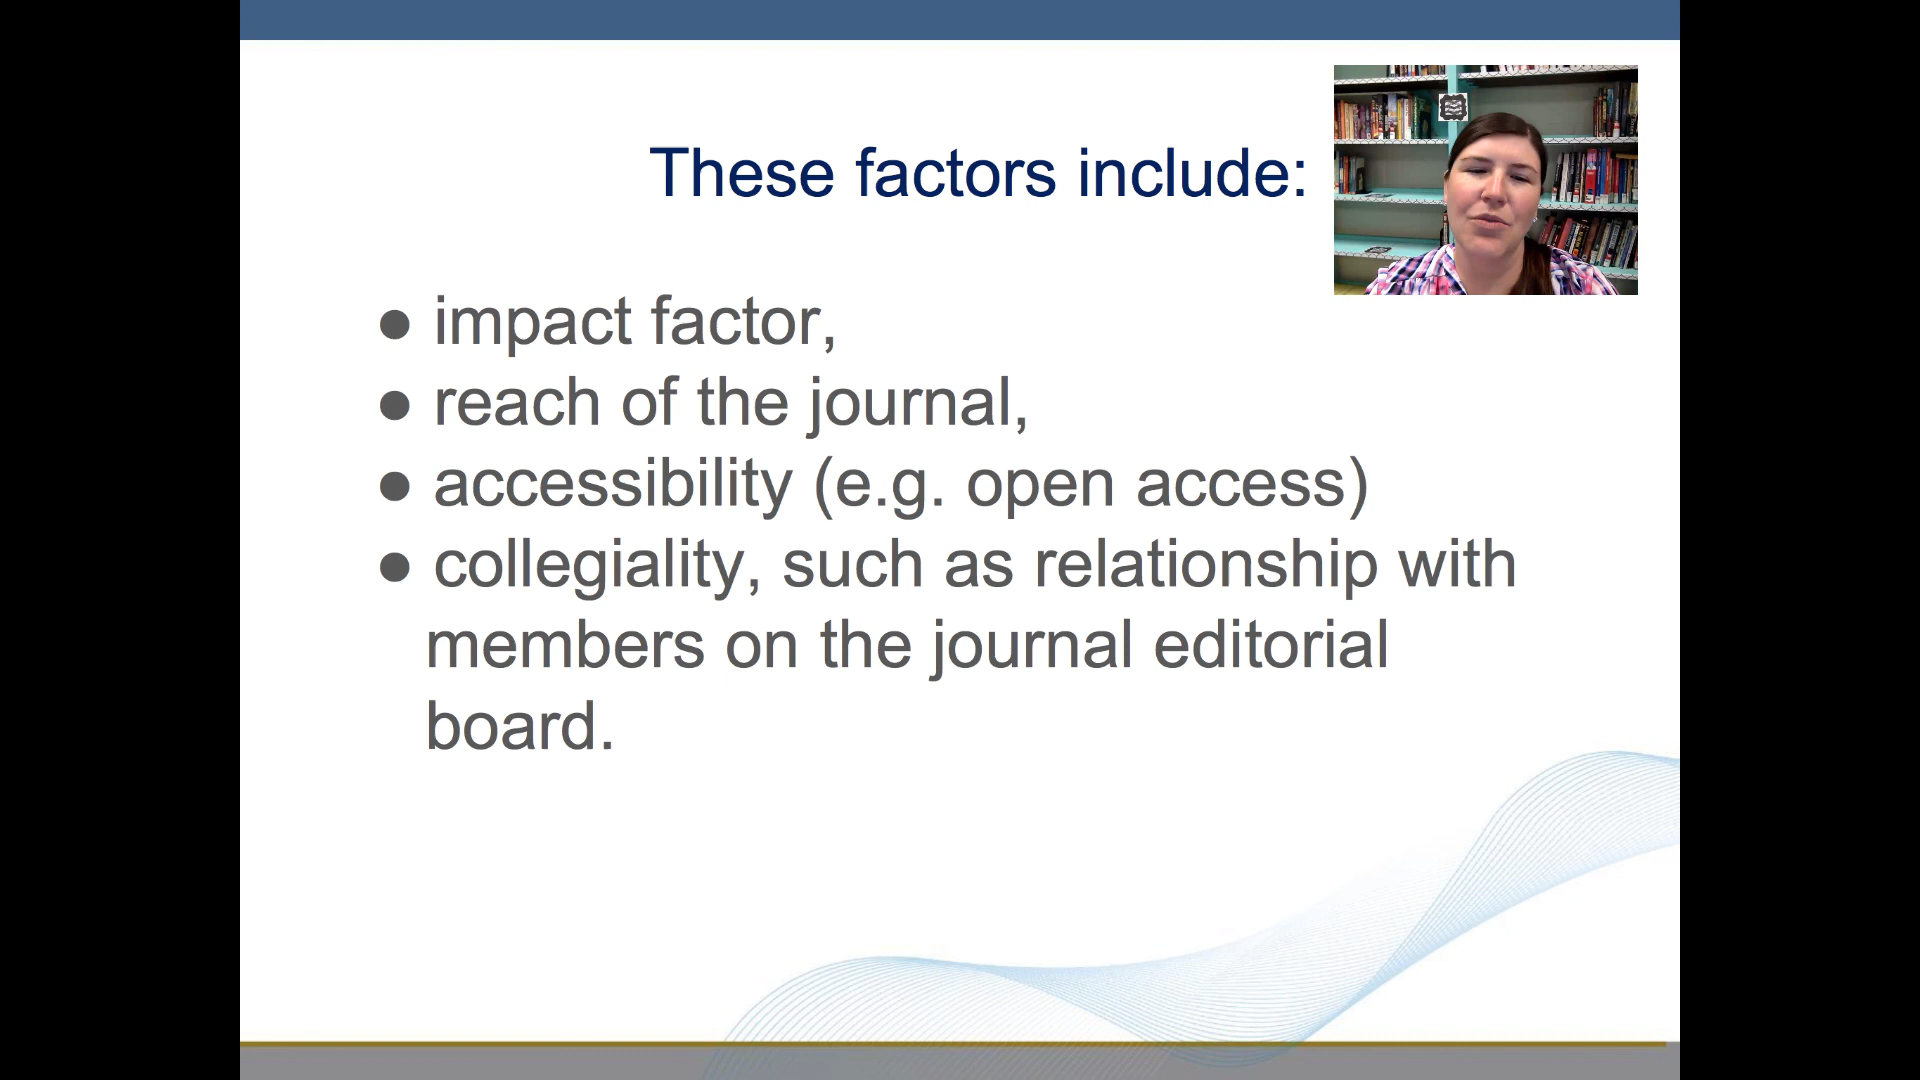 These factors include:
● impact factor,
● reach of the journal,
● accessibility (e.g. open access)
● collegiality, such as relationship with
members on the journal editorial
board.